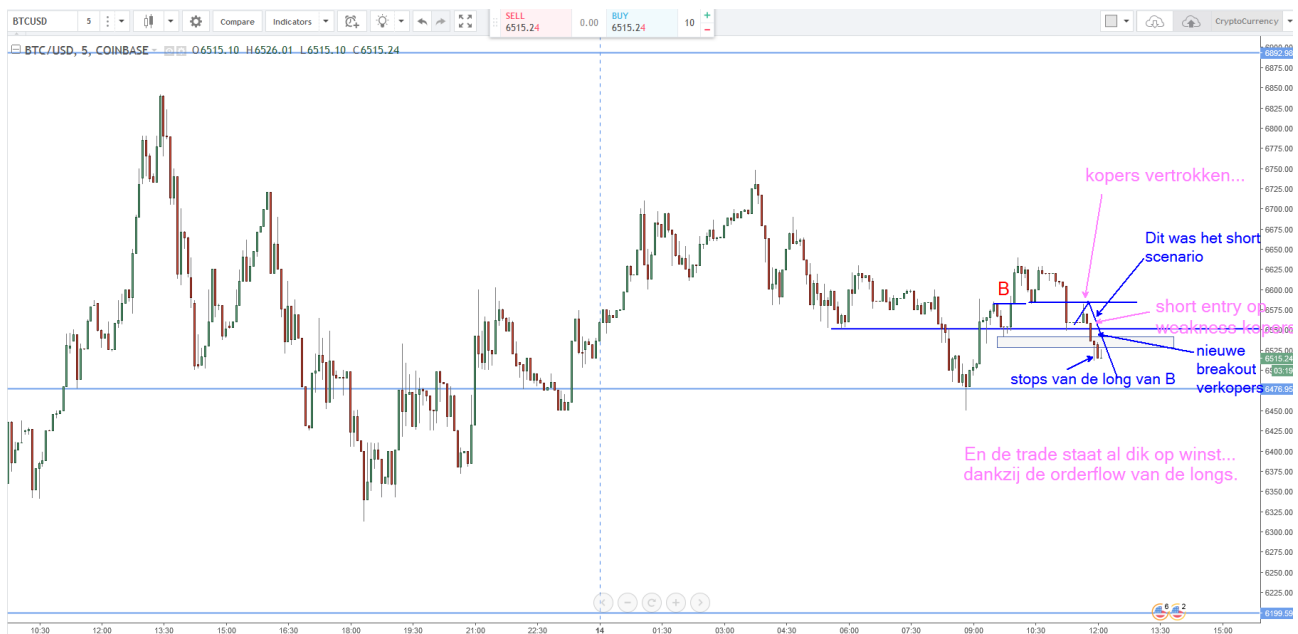 BTCUSD 5 Compare Indicators SELL 6515.24 0.00 BUY 6515.24 10 CryptoCurrency
BTC/USD, 5, COINBASE O6515.10 H6526.01 L6515.10 C6515.24
6892.98
6875.00
6850.00
6825.00
6800.00
6775.00
6750.00
6725.00
6700.00
6675.00
6650.00
6625.00
6600.00
6575.00
6525.00
6515.24
03:19
6476.95
6450.00
6425.00
6400.00
6375.00
6350.00
6325.00
6300.00
6275.00
6250.00
6225.00
6199.59
kopers vertrokken...
Dit was het short
scenario
B
short entry op
weakness kopers
nieuwe
breakout
verkopers
stops van de long van B
En de trade staat al dik op winst...
dankzij de orderflow van de longs.
6 2
10:30 12:00 13:30 15:00 16:30 18:00 19:30 21:00 22:30 14 01:30 03:00 04:30 06:00 07:30 09:00 10:30 12:00 13:30 15:00